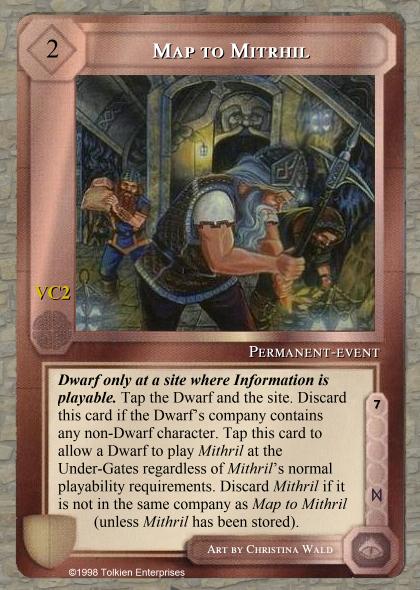 2
MAP TO MITRHIL
VC2
PERMANENT-EVENT
Dwarf only at a site where Information is
playable. Tap the Dwarf and the site. Discard
this card if the Dwarf's company contains
any non-Dwarf character. Tap this card to
allow a Dwarf to play Mithril at the
Under-Gates regardless of Mithril's normal
playability requirements. Discard Mithril if it
is not in the same company as Map to Mithril
(unless Mithril has been stored).
7
ART BY CHRISTINA WALD
©1998 Tolkien Enterprises